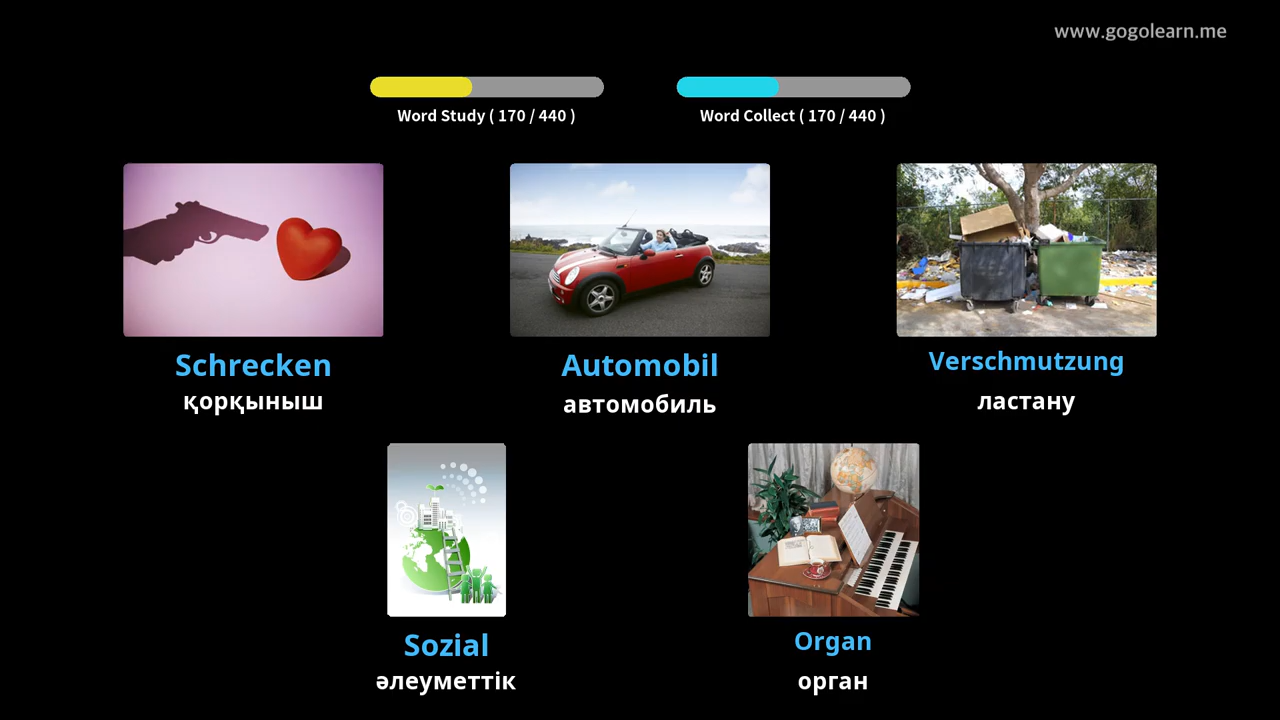 www.gogolearn.me
Word Study ( 170 / 440 )
Word Collect ( 170 / 440 )
Schrecken
қорқыныш
Automobil
автомобиль
Verschmutzung
ластану
Sozial
әлеуметтік
Organ
орган